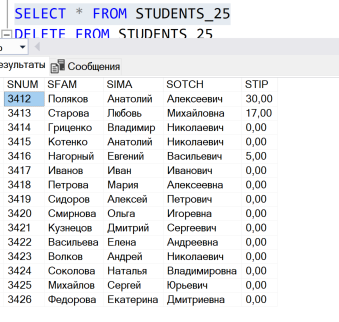 SELECT * FROM STUDENTS_25
DELETE FROM STUDENTS_25
езультаты Сообщения
SNUM SFAM SIMA SOTCH STIP
3412 Поляков Анатолий Алексеевич 30,00
3413 Старова Любовь Михайловна 17,00
3414 Гриценко Владимир Николаевич 0,00
3415 Котенко Анатолий Николаевич 0,00
3416 Нагорный Евгений Васильевич 5,00
3417 Иванов Иван Иванович 0,00
3418 Петрова Мария Алексеевна 0,00
3419 Сидоров Алексей Петрович 0,00
3420 Смирнова Ольга Игоревна 0,00
3421 Кузнецов Дмитрий Сергеевич 0,00
3422 Васильева Елена Андреевна 0,00
3423 Волков Андрей Николаевич 0,00
3424 Соколова Наталья Владимировна 0,00
3425 Михайлов Сергей Юрьевич 0,00
3426 Федорова Екатерина Дмитриевна 0,00